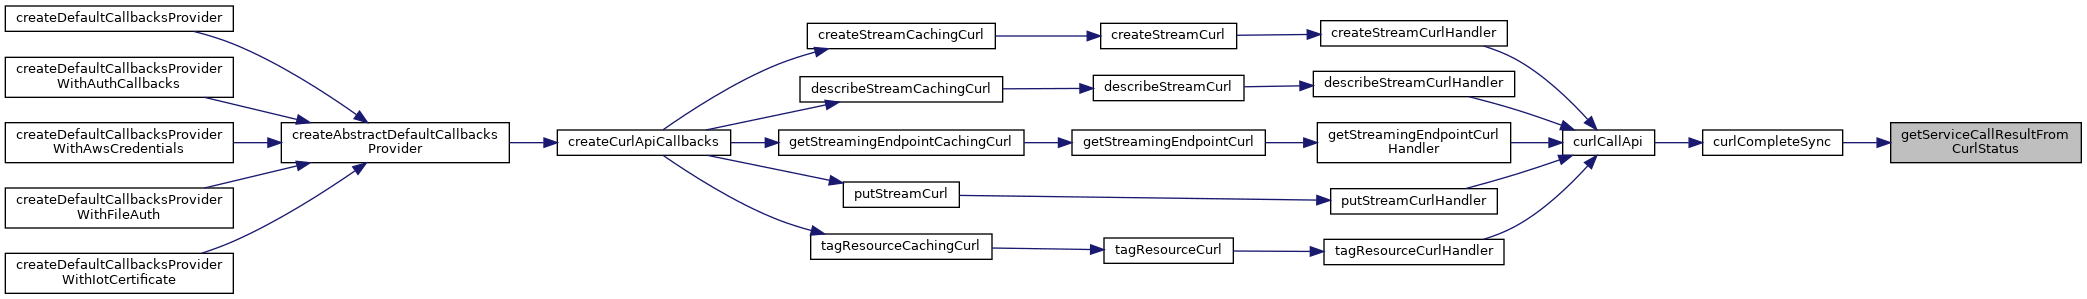 createDefaultCallbacksProvider
createDefaultCallbacksProvider
WithAuthCallbacks
createDefaultCallbacksProvider
WithAwsCredentials
createDefaultCallbacksProvider
WithFileAuth
createDefaultCallbacksProvider
WithIotCertificate
createAbstractDefaultCallbacks
Provider
createCurlApiCallbacks
createStreamCachingCurl
describeStreamCachingCurl
getStreamingEndpointCachingCurl
putStreamCurl
tagResourceCachingCurl
createStreamCurl
describeStreamCurl
getStreamingEndpointCurl
tagResourceCurl
createStreamCurlHandler
describeStreamCurlHandler
getStreamingEndpointCurl
Handler
putStreamCurlHandler
tagResourceCurlHandler
curlCallApi
curlCompleteSync
getServiceCallResultFrom
CurlStatus